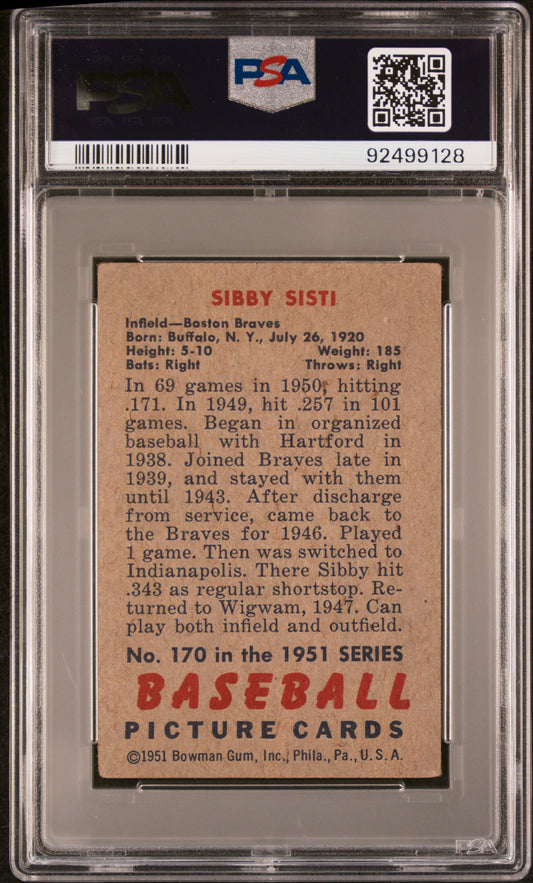 PSA
PSA
92499128
SIBBY SISTI
Infield—Boston Braves
Born: Buffalo, N. Y., July 26, 1920
Height: 5-10 Weight: 185
Bats: Right Throws: Right
In 69 games in 1950, hitting
.171. In 1949, hit .257 in 101
games. Began in organized
baseball with Hartford in
1938. Joined Braves late in
1939, and stayed with them
until 1943. After discharge
from service, came back to
the Braves for 1946. Played
1 game. Then was switched to
Indianapolis. There Sibby hit
.343 as regular shortstop. Re-
turned to Wigwam, 1947. Can
play both infield and outfield.
No. 170 in the 1951 SERIES
BASEBALL
PICTURE CARDS
©1951 Bowman Gum, Inc., Phila., Pa., U.S.A.
PSA